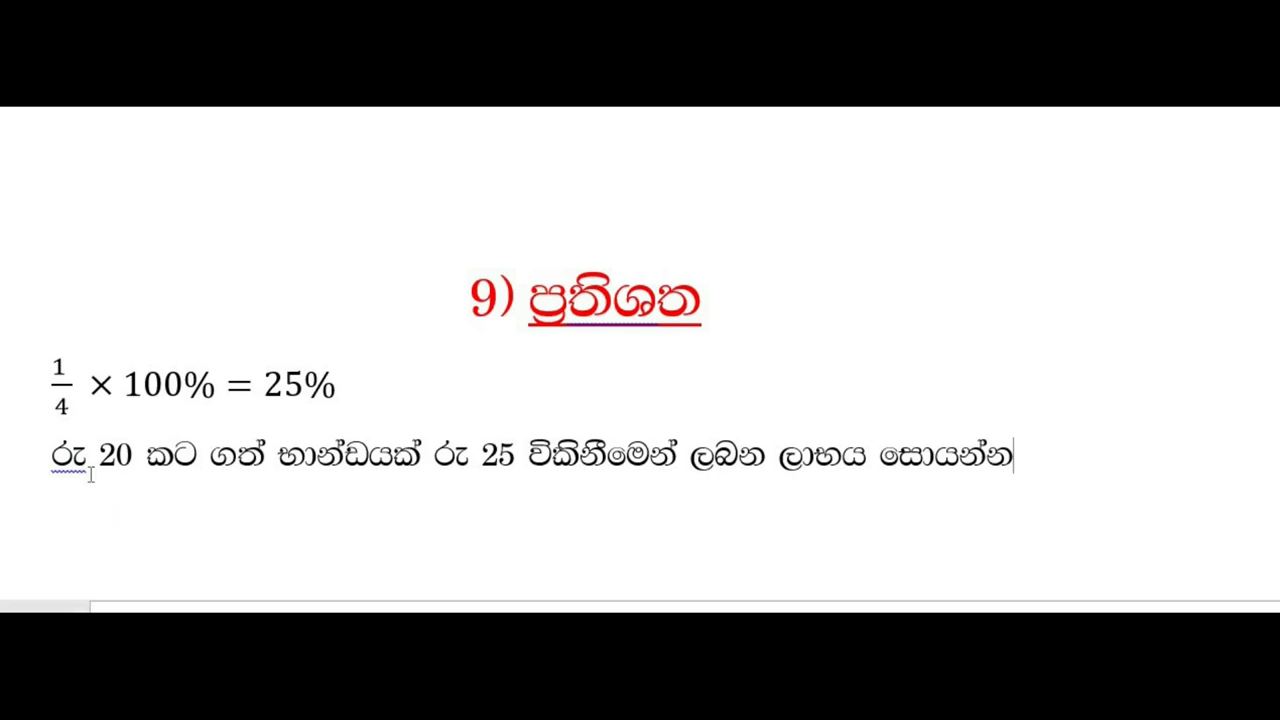 9) ප්‍රතිශත
1/4 × 100% = 25%
රු 20 කට ගත් භාන්ඩයක් රු 25 විකිනීමෙන් ලබන ලාභය සොයන්න